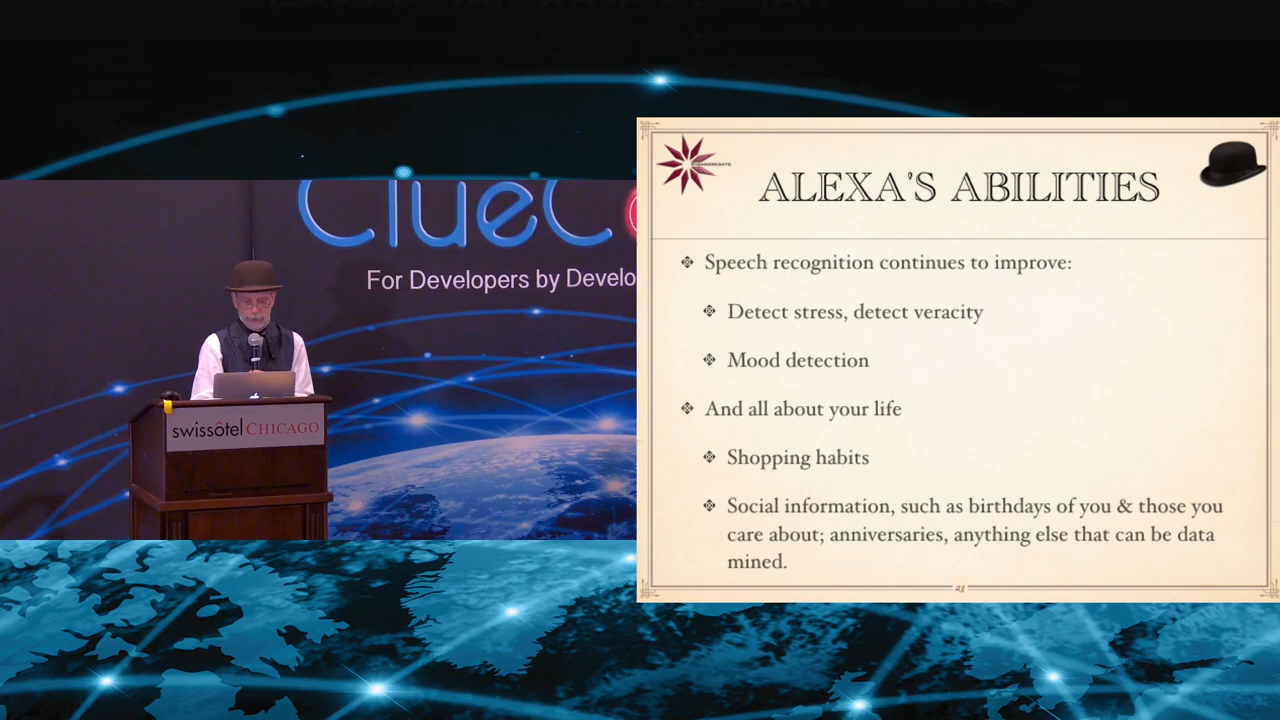 ClueC
For Developers by Develo
swissôtel CHICAGO
DISAGGREGATE
ALEXA'S ABILITIES
Speech recognition continues to improve:
Detect stress, detect veracity
Mood detection
And all about your life
Shopping habits
Social information, such as birthdays of you & those you
care about; anniversaries, anything else that can be data
mined.
23